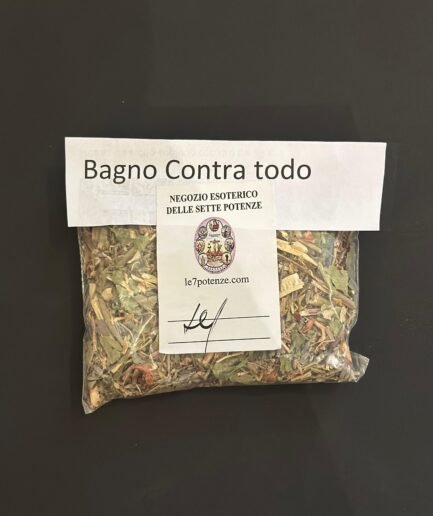 Bagno Contra todo
NEGOZIO ESOTERICO
DELLE SETTE POTENZE
le7potenze.com